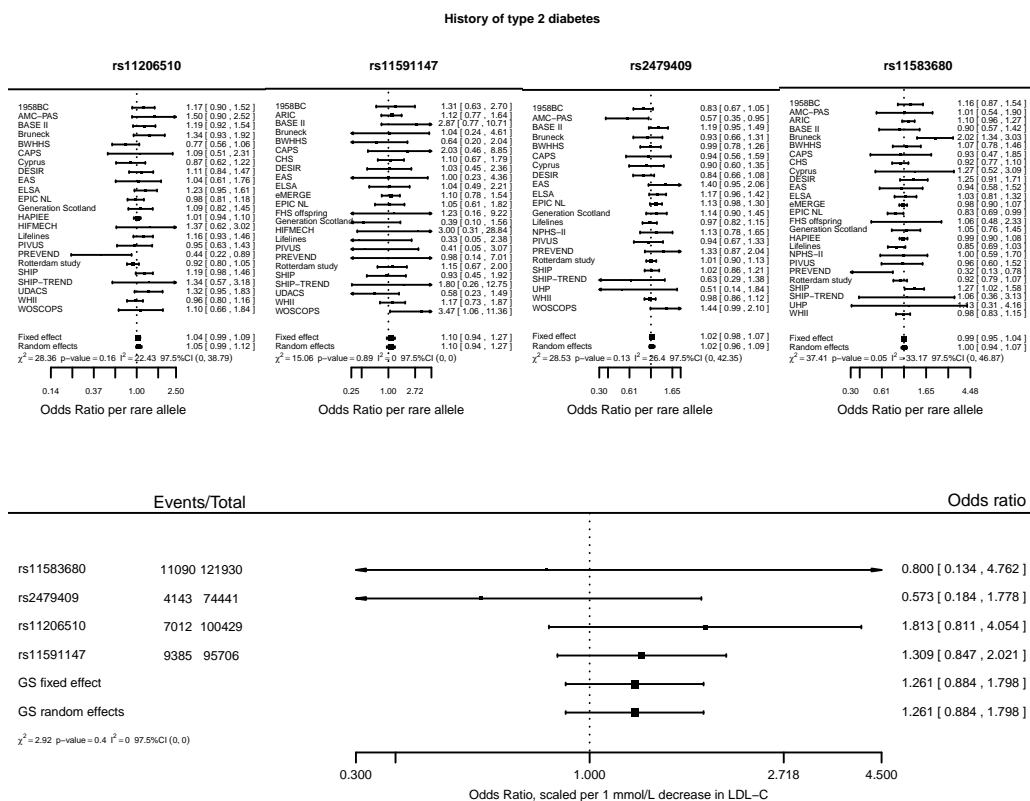 History of type 2 diabetes
rs11206510
1958BC 1.17 [ 0.90 , 1.52 ]
AMC−PAS 1.50 [ 0.90 , 2.52 ]
BASE II 1.19 [ 0.92 , 1.54 ]
Bruneck 1.34 [ 0.93 , 1.92 ]
BWHHS 0.77 [ 0.56 , 1.06 ]
CAPS 1.09 [ 0.51 , 2.31 ]
Cyprus 0.87 [ 0.62 , 1.22 ]
DESIR 1.11 [ 0.84 , 1.47 ]
EAS 1.04 [ 0.61 , 1.76 ]
ELSA 1.23 [ 0.95 , 1.61 ]
EPIC NL 0.98 [ 0.81 , 1.18 ]
Generation Scotland 1.09 [ 0.82 , 1.45 ]
HAPIEE 1.01 [ 0.94 , 1.10 ]
HIFMECH 1.37 [ 0.62 , 3.02 ]
Lifelines 1.16 [ 0.93 , 1.46 ]
PIVUS 0.95 [ 0.63 , 1.43 ]
PREVEND 0.44 [ 0.22 , 0.89 ]
Rotterdam study 0.92 [ 0.80 , 1.05 ]
SHIP 1.19 [ 0.98 , 1.46 ]
SHIP−TREND 1.34 [ 0.57 , 3.18 ]
UDACS 1.32 [ 0.95 , 1.83 ]
WHII 0.96 [ 0.80 , 1.16 ]
WOSCOPS 1.10 [ 0.66 , 1.84 ]
Fixed effect 1.04 [ 0.99 , 1.09 ]
Random effects 1.05 [ 0.99 , 1.12 ]
χ² = 28.36 p−value = 0.16 I² = 22.43 97.5%CI (0, 38.79)
0.14 0.37 1.00 2.50
Odds Ratio per rare allele
rs11591147
1958BC 1.31 [ 0.63 , 2.70 ]
ARIC 1.12 [ 0.77 , 1.64 ]
BASE II 2.87 [ 0.77 , 10.71 ]
Bruneck 1.04 [ 0.24 , 4.61 ]
BWHHS 0.64 [ 0.20 , 2.04 ]
CAPS 2.03 [ 0.46 , 8.85 ]
CHS 1.10 [ 0.67 , 1.79 ]
DESIR 1.03 [ 0.45 , 2.36 ]
EAS 1.00 [ 0.23 , 4.36 ]
ELSA 1.04 [ 0.49 , 2.21 ]
eMERGE 1.10 [ 0.78 , 1.54 ]
EPIC NL 1.05 [ 0.61 , 1.82 ]
FHS offspring 1.23 [ 0.16 , 9.22 ]
Generation Scotland 0.39 [ 0.10 , 1.56 ]
HIFMECH 3.00 [ 0.31 , 28.84 ]
Lifelines 0.33 [ 0.05 , 2.38 ]
PIVUS 0.41 [ 0.05 , 3.07 ]
PREVEND 0.98 [ 0.14 , 7.01 ]
Rotterdam study 1.15 [ 0.67 , 2.00 ]
SHIP 0.93 [ 0.45 , 1.92 ]
SHIP−TREND 1.80 [ 0.26 , 12.75 ]
UDACS 0.58 [ 0.23 , 1.49 ]
WHII 1.17 [ 0.73 , 1.87 ]
WOSCOPS 3.47 [ 1.06 , 11.36 ]
Fixed effect 1.10 [ 0.94 , 1.27 ]
Random effects 1.10 [ 0.94 , 1.27 ]
χ² = 15.06 p−value = 0.89 I² = 0 97.5%CI (0, 0)
0.25 1.00 2.72
Odds Ratio per rare allele
rs2479409
1958BC 0.83 [ 0.67 , 1.05 ]
AMC−PAS 0.57 [ 0.35 , 0.95 ]
BASE II 1.19 [ 0.95 , 1.49 ]
Bruneck 0.93 [ 0.66 , 1.31 ]
BWHHS 0.99 [ 0.78 , 1.26 ]
CAPS 0.94 [ 0.56 , 1.59 ]
Cyprus 0.90 [ 0.60 , 1.35 ]
DESIR 0.84 [ 0.66 , 1.08 ]
EAS 1.40 [ 0.95 , 2.06 ]
ELSA 1.17 [ 0.96 , 1.42 ]
EPIC NL 1.13 [ 0.98 , 1.30 ]
Generation Scotland 1.14 [ 0.90 , 1.45 ]
Lifelines 0.97 [ 0.82 , 1.15 ]
NPHS−II 1.13 [ 0.78 , 1.65 ]
PIVUS 0.94 [ 0.67 , 1.33 ]
PREVEND 1.33 [ 0.87 , 2.04 ]
Rotterdam study 1.01 [ 0.90 , 1.13 ]
SHIP 1.02 [ 0.86 , 1.21 ]
SHIP−TREND 0.63 [ 0.29 , 1.38 ]
UHP 0.51 [ 0.14 , 1.84 ]
WHII 0.98 [ 0.86 , 1.12 ]
WOSCOPS 1.44 [ 0.99 , 2.10 ]
Fixed effect 1.02 [ 0.98 , 1.07 ]
Random effects 1.02 [ 0.96 , 1.09 ]
χ² = 28.53 p−value = 0.13 I² = 26.4 97.5%CI (0, 42.35)
0.30 0.61 1.65
Odds Ratio per rare allele
rs11583680
1958BC 1.16 [ 0.87 , 1.54 ]
AMC−PAS 1.01 [ 0.54 , 1.90 ]
ARIC 1.10 [ 0.96 , 1.27 ]
BASE II 0.90 [ 0.57 , 1.42 ]
Bruneck 2.02 [ 1.34 , 3.03 ]
BWHHS 1.07 [ 0.78 , 1.46 ]
CAPS 0.93 [ 0.47 , 1.85 ]
CHS 0.92 [ 0.77 , 1.10 ]
Cyprus 1.27 [ 0.52 , 3.09 ]
DESIR 1.25 [ 0.91 , 1.71 ]
EAS 0.94 [ 0.58 , 1.52 ]
ELSA 1.03 [ 0.81 , 1.32 ]
eMERGE 0.98 [ 0.90 , 1.07 ]
EPIC NL 0.83 [ 0.69 , 0.99 ]
FHS offspring 1.06 [ 0.48 , 2.33 ]
Generation Scotland 1.05 [ 0.76 , 1.45 ]
HAPIEE 0.99 [ 0.90 , 1.08 ]
Lifelines 0.85 [ 0.69 , 1.03 ]
NPHS−II 1.00 [ 0.59 , 1.70 ]
PIVUS 0.96 [ 0.60 , 1.52 ]
PREVEND 0.32 [ 0.13 , 0.78 ]
Rotterdam study 0.92 [ 0.79 , 1.07 ]
SHIP 1.27 [ 1.02 , 1.58 ]
SHIP−TREND 1.06 [ 0.36 , 3.13 ]
UHP 1.13 [ 0.31 , 4.16 ]
WHII 0.98 [ 0.83 , 1.15 ]
Fixed effect 0.99 [ 0.95 , 1.04 ]
Random effects 1.00 [ 0.94 , 1.07 ]
χ² = 37.41 p−value = 0.05 I² = 33.17 97.5%CI (0, 46.87)
0.30 0.61 1.65 4.48
Odds Ratio per rare allele
Events/Total Odds ratio
rs11583680 11090 121930 0.800 [ 0.134 , 4.762 ]
rs2479409 4143 74441 0.573 [ 0.184 , 1.778 ]
rs11206510 7012 100429 1.813 [ 0.811 , 4.054 ]
rs11591147 9385 95706 1.309 [ 0.847 , 2.021 ]
GS fixed effect 1.261 [ 0.884 , 1.798 ]
GS random effects 1.261 [ 0.884 , 1.798 ]
χ² = 2.92 p−value = 0.4 I² = 0 97.5%CI (0, 0)
0.300 1.000 2.718 4.500
Odds Ratio, scaled per 1 mmol/L decrease in LDL−C